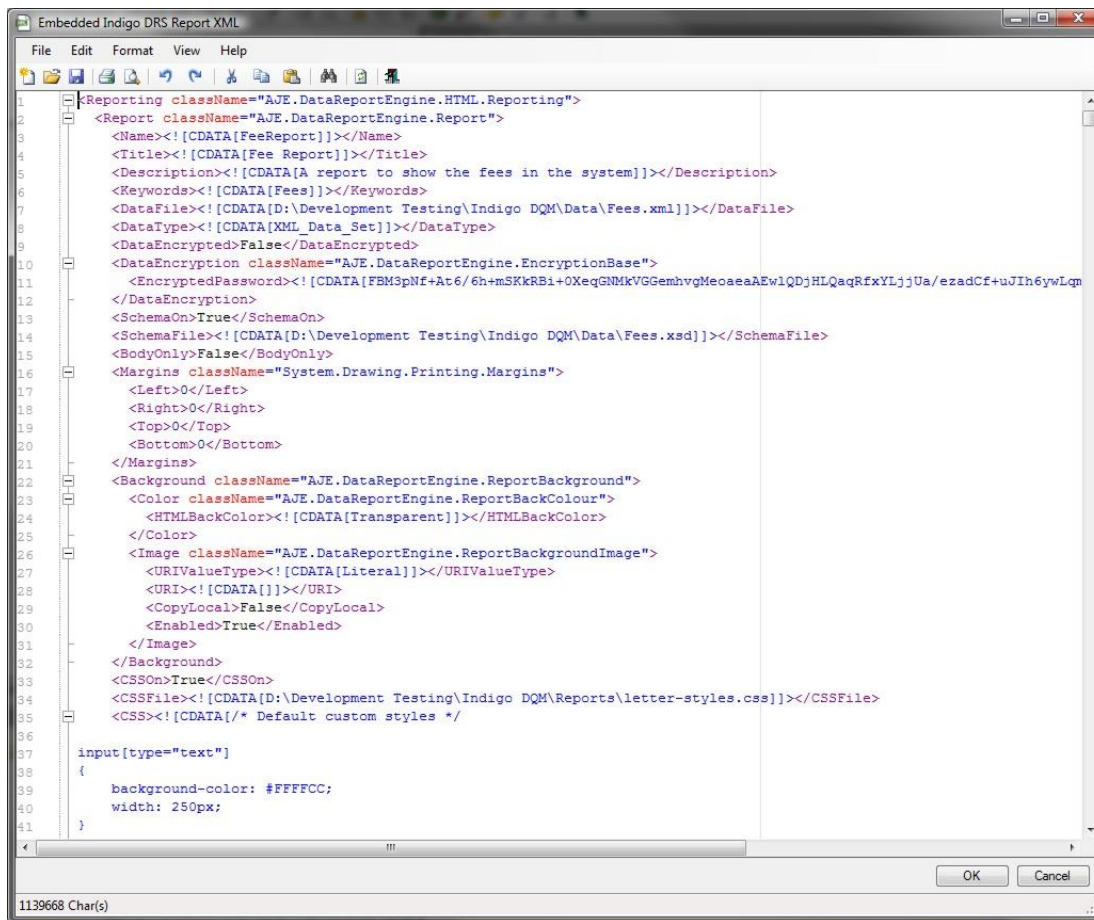 Embedded Indigo DRS Report XML
File Edit Format View Help
1 <Reporting className="AJE.DataReportEngine.HTML.Reporting">
2 <Report className="AJE.DataReportEngine.Report">
3 <Name><![CDATA[FeeReport]]></Name>
4 <Title><![CDATA[Fee Report]]></Title>
5 <Description><![CDATA[A report to show the fees in the system]]></Description>
6 <Keywords><![CDATA[Fees]]></Keywords>
7 <DataFile><![CDATA[D:\Development Testing\Indigo DQM\Data\Fees.xml]]></DataFile>
8 <DataType><![CDATA[XML_Data_Set]]></DataType>
9 <DataEncrypted>False</DataEncrypted>
10 <DataEncryption className="AJE.DataReportEngine.EncryptionBase">
11 <EncryptedPassword><![CDATA[FBM3pNf+At6/6h+mSKkRBi+0XeqGNMkVGGemhvgMeoaeaAEwlQDjHLQaqRfxYLjjUa/ezadCf+uJIh6ywLqm
12 </DataEncryption>
13 <SchemaOn>True</SchemaOn>
14 <SchemaFile><![CDATA[D:\Development Testing\Indigo DQM\Data\Fees.xsd]]></SchemaFile>
15 <BodyOnly>False</BodyOnly>
16 <Margins className="System.Drawing.Printing.Margins">
17 <Left>0</Left>
18 <Right>0</Right>
19 <Top>0</Top>
20 <Bottom>0</Bottom>
21 </Margins>
22 <Background className="AJE.DataReportEngine.ReportBackground">
23 <Color className="AJE.DataReportEngine.ReportBackColour">
24 <HTMLBackColor><![CDATA[Transparent]]></HTMLBackColor>
25 </Color>
26 <Image className="AJE.DataReportEngine.ReportBackgroundImage">
27 <URIValueType><![CDATA[Literal]]></URIValueType>
28 <URI><![CDATA[]]></URI>
29 <CopyLocal>False</CopyLocal>
30 <Enabled>True</Enabled>
31 </Image>
32 </Background>
33 <CSSOn>True</CSSOn>
34 <CSSFile><![CDATA[D:\Development Testing\Indigo DQM\Reports\letter-styles.css]]></CSSFile>
35 <CSS><![CDATA[/* Default custom styles */
36
37 input[type="text"]
38 {
39 background-color: #FFFFCC;
40 width: 250px;
41 }
OK Cancel
1139668 Char(s)